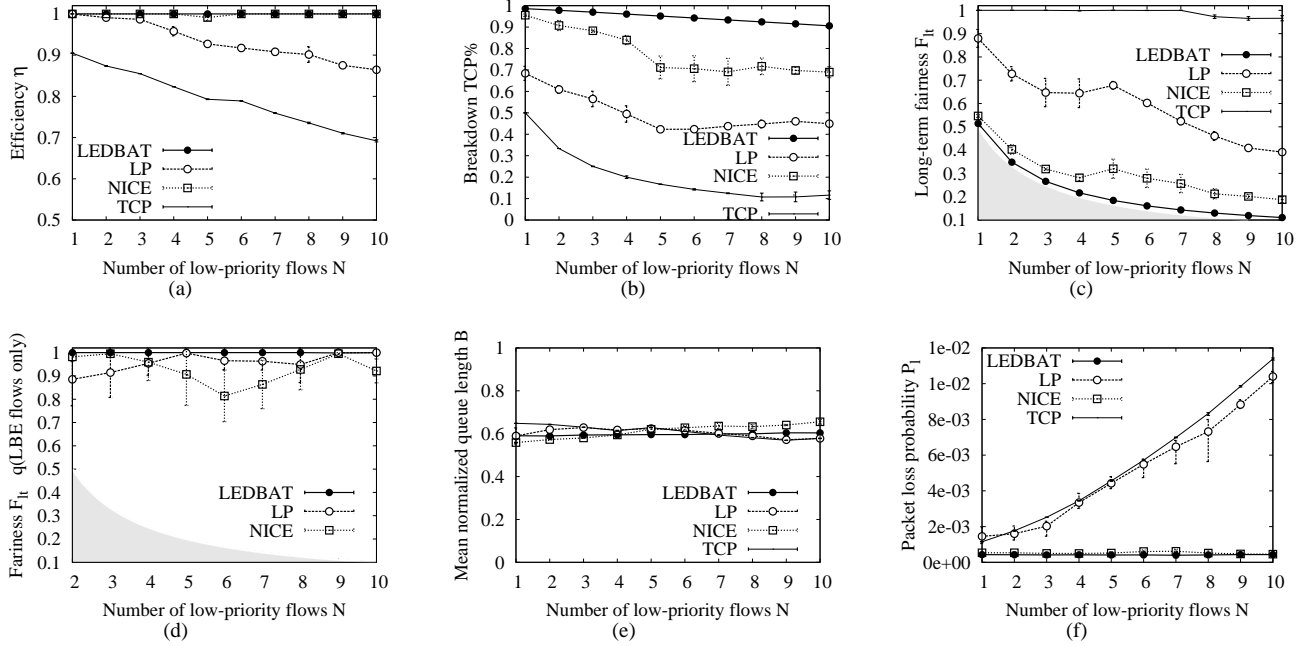 Efficiency η
1
0.9
0.8
0.7
0.6
0.5
LEDBAT
LP
NICE
TCP
1 2 3 4 5 6 7 8 9 10
Number of low-priority flows N
(a)
Breakdown TCP%
1
0.9
0.8
0.7
0.6
0.5
0.4
0.3
0.2
0.1
0
LEDBAT
LP
NICE
TCP
1 2 3 4 5 6 7 8 9 10
Number of low-priority flows N
(b)
Long-term fairness F_lt
1
0.9
0.8
0.7
0.6
0.5
0.4
0.3
0.2
0.1
LEDBAT
LP
NICE
TCP
1 2 3 4 5 6 7 8 9 10
Number of low-priority flows N
(c)
Fariness F_lt q(LBE flows only)
1
0.9
0.8
0.7
0.6
0.5
0.4
0.3
0.2
0.1
LEDBAT
LP
NICE
2 3 4 5 6 7 8 9 10
Number of low-priority flows N
(d)
Mean normalized queue length B
1
0.8
0.6
0.4
0.2
0
LEDBAT
LP
NICE
TCP
1 2 3 4 5 6 7 8 9 10
Number of low-priority flows N
(e)
Packet loss probability P_l
1e-02
1e-02
8e-03
6e-03
4e-03
2e-03
0e+00
LEDBAT
LP
NICE
TCP
1 2 3 4 5 6 7 8 9 10
Number of low-priority flows N
(f)